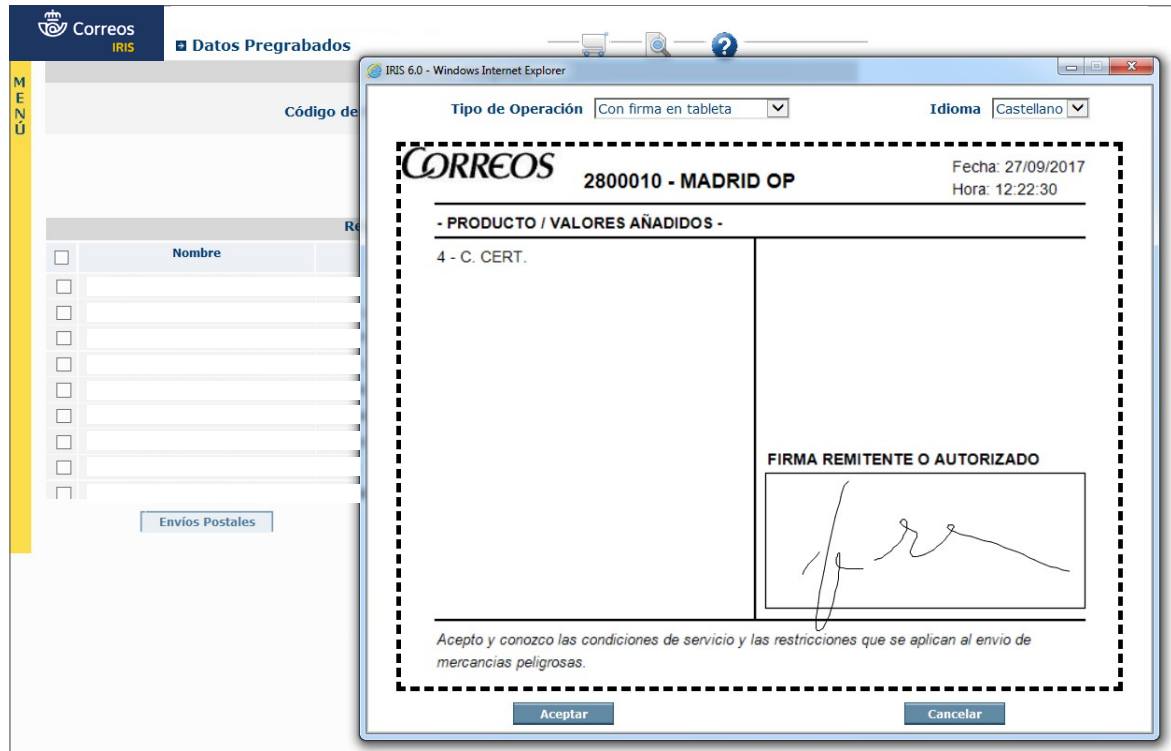 Correos
IRIS
Datos Pregrabados
MENÚ
Código de
Re
Nombre
Envíos Postales
IRIS 6.0 - Windows Internet Explorer
Tipo de Operación Con firma en tableta Idioma Castellano
CORREOS 2800010 - MADRID OP Fecha: 27/09/2017
Hora: 12:22:30
- PRODUCTO / VALORES AÑADIDOS -
4 - C. CERT.
FIRMA REMITENTE O AUTORIZADO
Acepto y conozco las condiciones de servicio y las restricciones que se aplican al envio de
mercancias peligrosas.
Aceptar Cancelar